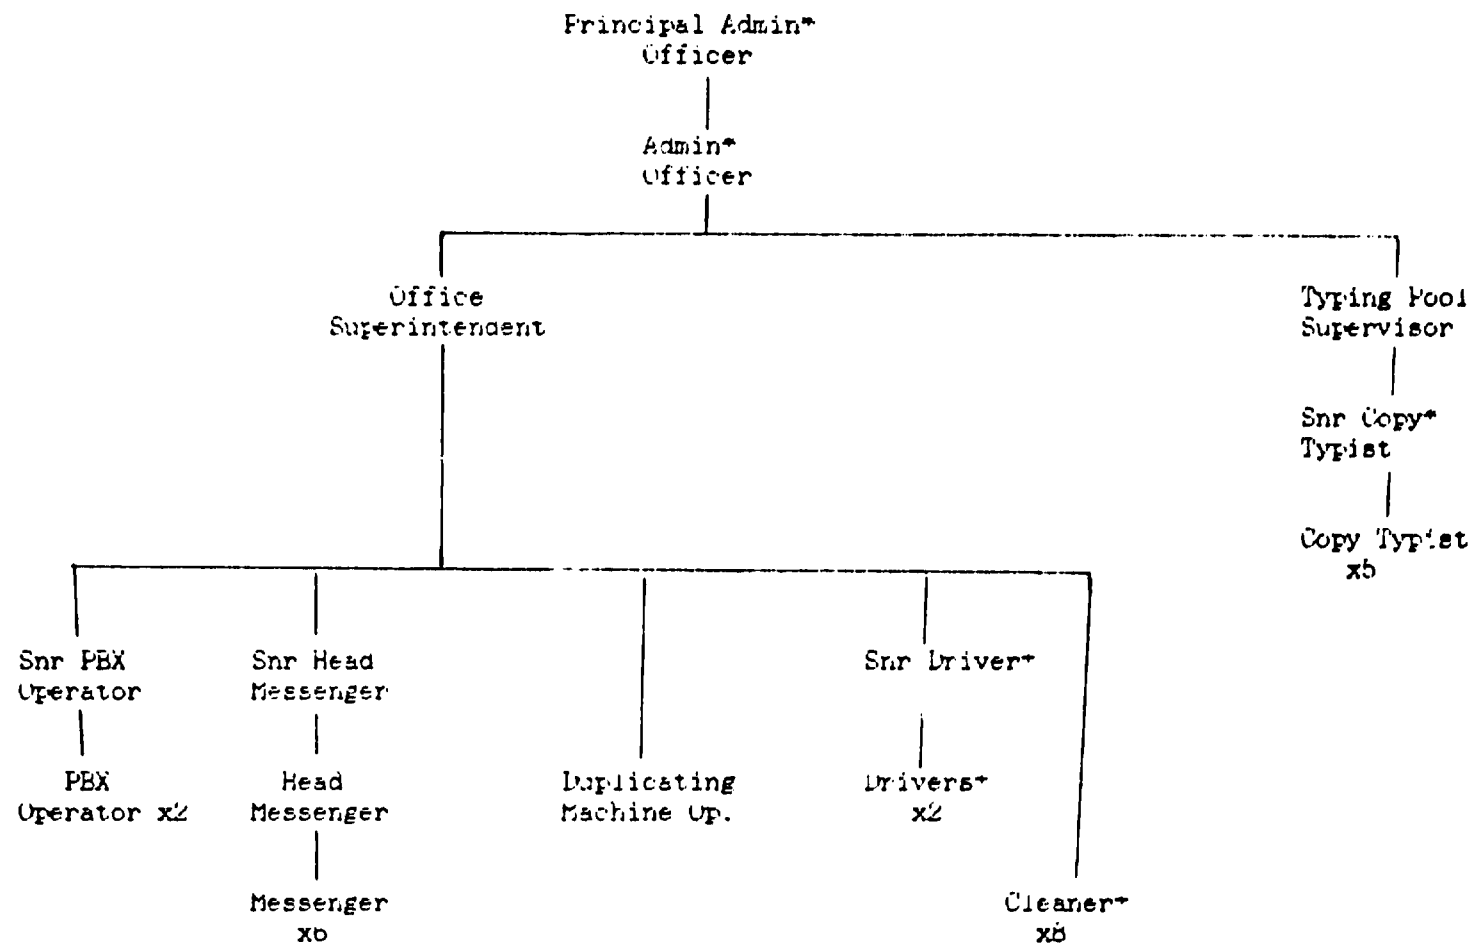 Principal Admin*
Officer
Admin*
Officer
Office
Superintendent
Typing Pool
Supervisor
Snr Copy*
Typist
Copy Typist
x5
Snr PBX
Operator
Snr Head
Messenger
Snr Driver*
PBX
Operator x2
Head
Messenger
Duplicating
Machine Op.
Drivers*
x2
Messenger
Cleaner*
x8